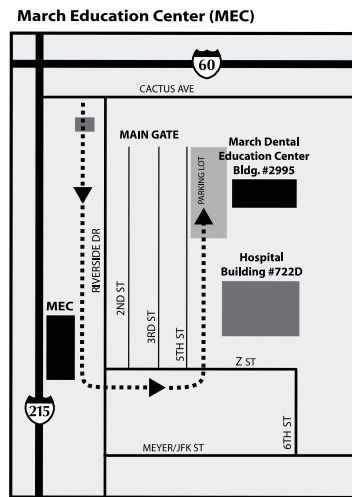 March Education Center (MEC)
60
CACTUS AVE
MAIN GATE
March Dental
Education Center
Bldg. #2995
PARKING LOT
RIVERSIDE DR
2ND ST
3RD ST
5TH ST
Hospital
Building #722D
MEC
Z ST
215
6TH ST
MEYER/JFK ST